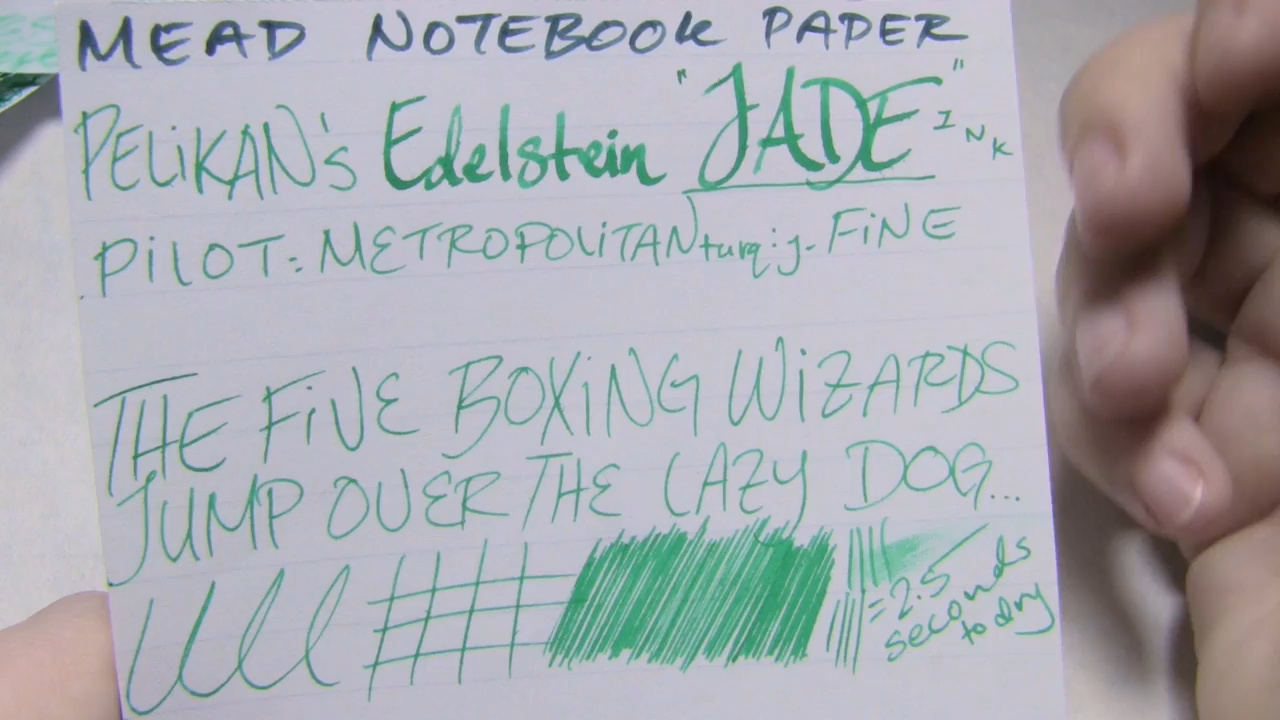 MEAD NOTEBOOK PAPER
PELiKAN's Edelstein "JADE" INK
PiLOT: METROPOLiTAN turq:j. FiNE
THE FiVE BOXiNG WiZARDS
JUMP OVER THE LAZY DOG...
= 2.5
seconds
to dry